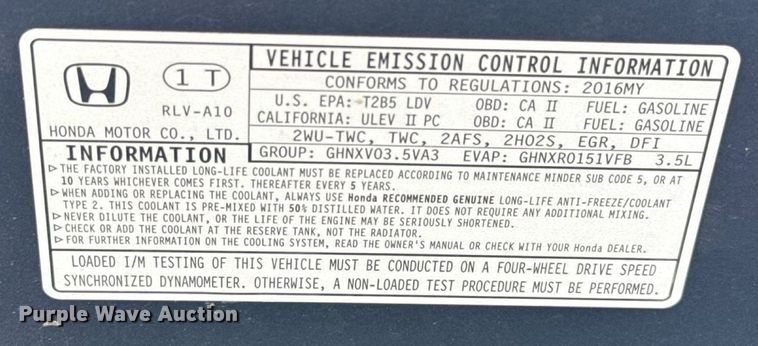 VEHICLE EMISSION CONTROL INFORMATION
1 T
CONFORMS TO REGULATIONS: 2016MY
RLV-A10
U.S. EPA: T2B5 LDV OBD: CA II FUEL: GASOLINE
CALIFORNIA: ULEV II PC OBD: CA II FUEL: GASOLINE
HONDA MOTOR CO., LTD.
2WU-TWC, TWC, 2AFS, 2HO2S, EGR, DFI
INFORMATION
GROUP: GHNXV03.5VA3 EVAP: GHNXR0151VFB 3.5L
▷THE FACTORY INSTALLED LONG-LIFE COOLANT MUST BE REPLACED ACCORDING TO MAINTENANCE MINDER SUB CODE 5, OR AT
10 YEARS WHICHEVER COMES FIRST. THEREAFTER EVERY 5 YEARS.
▷WHEN ADDING OR REPLACING THE COOLANT, ALWAYS USE Honda RECOMMENDED GENUINE LONG-LIFE ANTI-FREEZE/COOLANT
TYPE 2. THIS COOLANT IS PRE-MIXED WITH 50% DISTILLED WATER. IT DOES NOT REQUIRE ANY ADDITIONAL MIXING.
▷NEVER DILUTE THE COOLANT, OR THE LIFE OF THE ENGINE MAY BE SERIOUSLY SHORTENED.
▷CHECK OR ADD THE COOLANT AT THE RESERVE TANK, NOT THE RADIATOR.
▷FOR FURTHER INFORMATION ON THE COOLING SYSTEM, READ THE OWNER'S MANUAL OR CHECK WITH YOUR Honda DEALER.
LOADED I/M TESTING OF THIS VEHICLE MUST BE CONDUCTED ON A FOUR-WHEEL DRIVE SPEED
SYNCHRONIZED DYNAMOMETER. OTHERWISE, A NON-LOADED TEST PROCEDURE MUST BE PERFORMED.
Purple Wave Auction